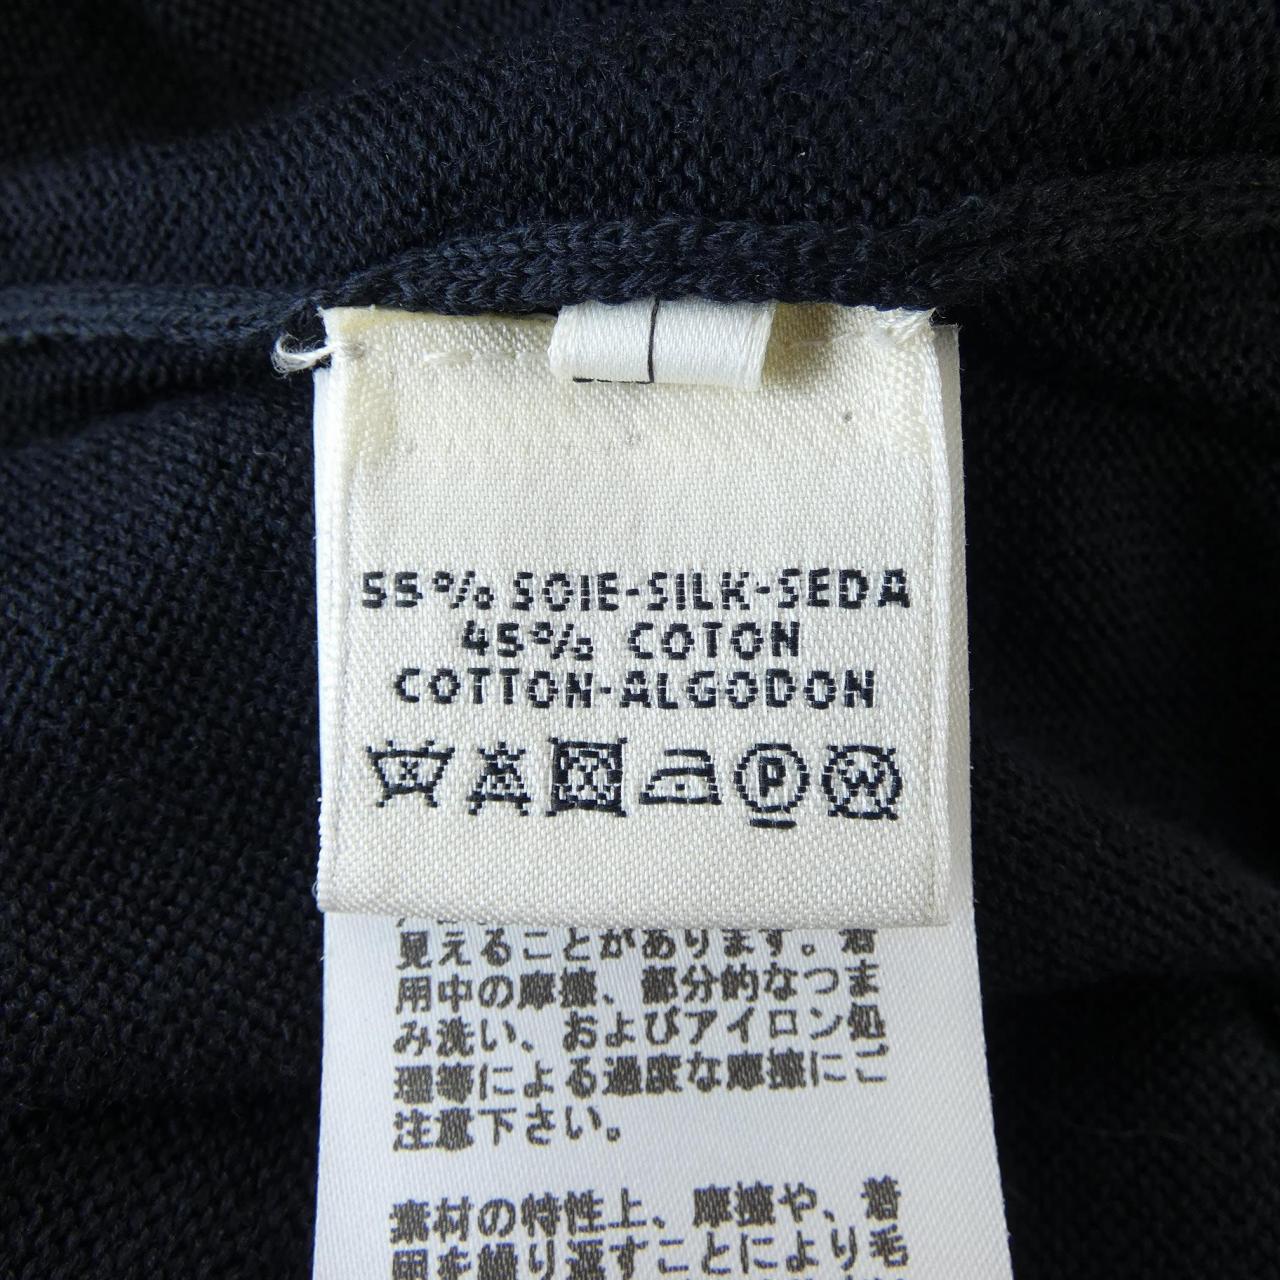 55% SOIE-SILK-SEDA
45% COTON
COTTON-ALGODON
P
W
見えることがあります。着
用中の摩擦、部分的なつま
み洗い、およびアイロン処
理等による過度な摩擦にご
注意下さい。
素材の特性上、摩擦や、着
用を繰り返すことにより毛